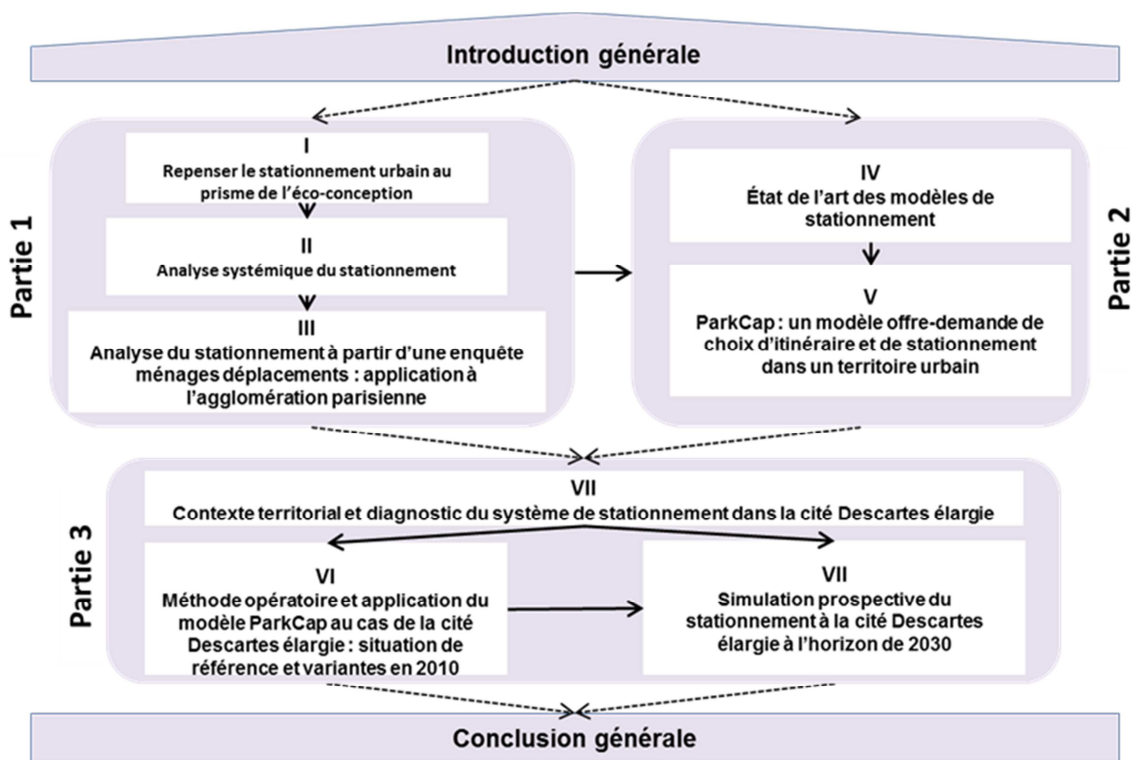 Introduction générale
Partie 1
I
Repenser le stationnement urbain au
prisme de l'éco-conception
II
Analyse systémique du stationnement
III
Analyse du stationnement à partir d'une enquête
ménages déplacements : application à
l'agglomération parisienne
Partie 2
IV
État de l'art des modèles de
stationnement
V
ParkCap : un modèle offre-demande de
choix d'itinéraire et de stationnement
dans un territoire urbain
Partie 3
VII
Contexte territorial et diagnostic du système de stationnement dans la cité Descartes élargie
VI
Méthode opératoire et application du
modèle ParkCap au cas de la cité
Descartes élargie : situation de
référence et variantes en 2010
VII
Simulation prospective du
stationnement à la cité Descartes
élargie à l'horizon de 2030
Conclusion générale